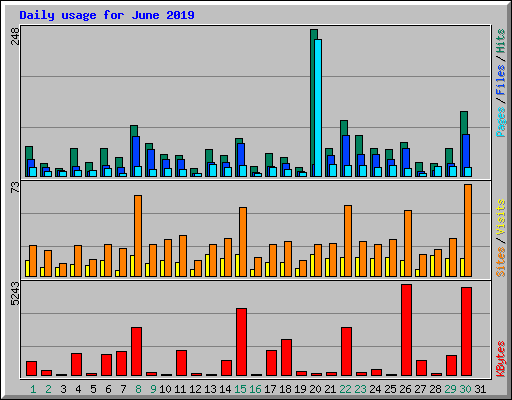 Daily usage for June 2019
248
Pages / Files / Hits
73
Sites / Visits
5243
KBytes
1 2 3 4 5 6 7 8 9 10 11 12 13 14 15 16 17 18 19 20 21 22 23 24 25 26 27 28 29 30 31